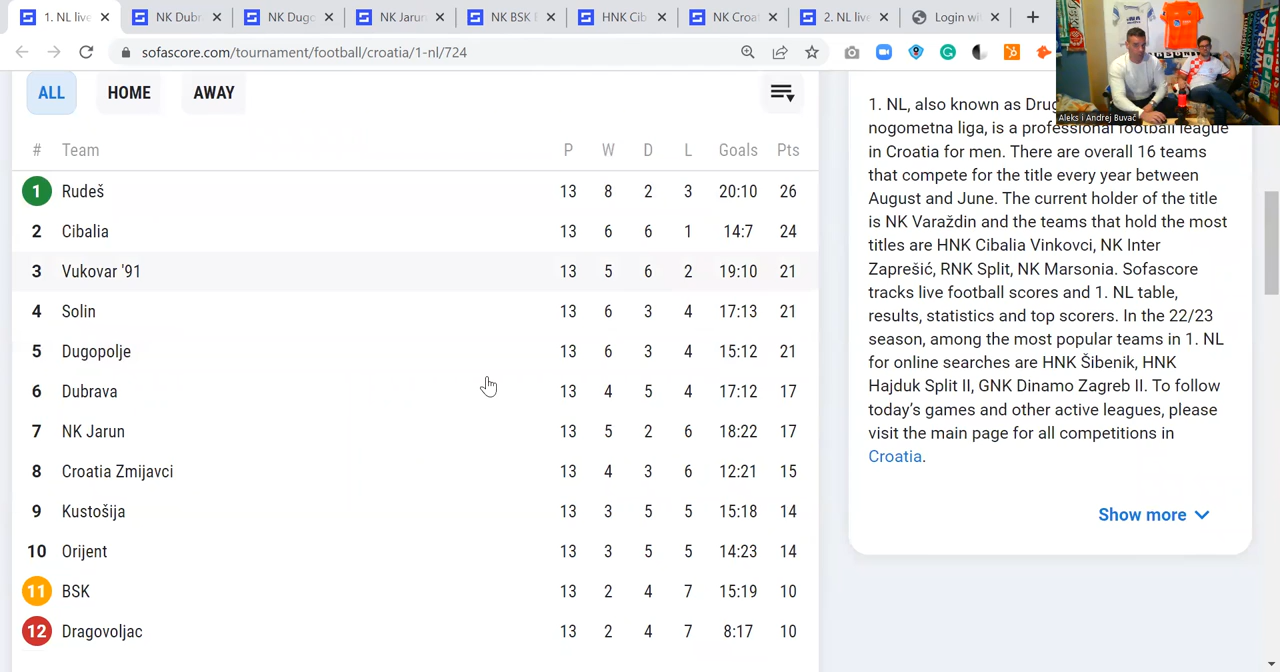 1. NL live
NK Dubr
NK Dugo
NK Jarun
NK BSK
HNK Cib
NK Croat
2. NL live
Login wi
sofascore.com/tournament/football/croatia/1-nl/724
Aleks i Andrej Buvač
ALL HOME AWAY
# Team P W D L Goals Pts
1 Rudeš 13 8 2 3 20:10 26
2 Cibalia 13 6 6 1 14:7 24
3 Vukovar '91 13 5 6 2 19:10 21
4 Solin 13 6 3 4 17:13 21
5 Dugopolje 13 6 3 4 15:12 21
6 Dubrava 13 4 5 4 17:12 17
7 NK Jarun 13 5 2 6 18:22 17
8 Croatia Zmijavci 13 4 3 6 12:21 15
9 Kustošija 13 3 5 5 15:18 14
10 Orijent 13 3 5 5 14:23 14
11 BSK 13 2 4 7 15:19 10
12 Dragovoljac 13 2 4 7 8:17 10
1. NL, also known as Drug
nogometna liga, is a professional football league
in Croatia for men. There are overall 16 teams
that compete for the title every year between
August and June. The current holder of the title
is NK Varaždin and the teams that hold the most
titles are HNK Cibalia Vinkovci, NK Inter
Zaprešić, RNK Split, NK Marsonia. Sofascore
tracks live football scores and 1. NL table,
results, statistics and top scorers. In the 22/23
season, among the most popular teams in 1. NL
for online searches are HNK Šibenik, HNK
Hajduk Split II, GNK Dinamo Zagreb II. To follow
today's games and other active leagues, please
visit the main page for all competitions in
Croatia.
Show more